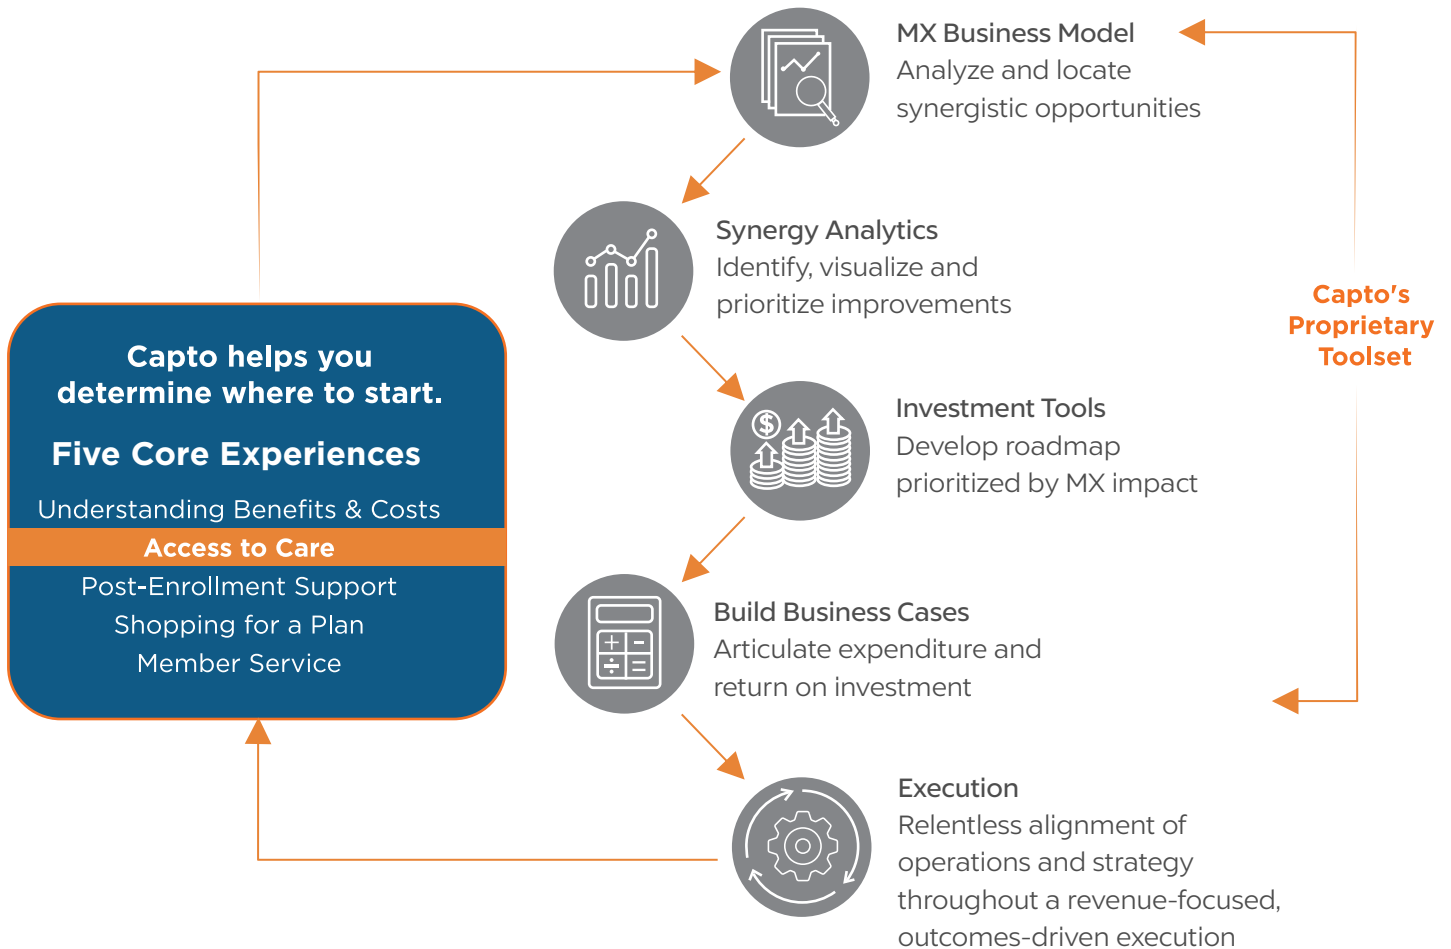 MX Business Model
Analyze and locate
synergistic opportunities
Synergy Analytics
Identify, visualize and
prioritize improvements
Capto's
Proprietary
Toolset
Capto helps you
determine where to start.
Five Core Experiences
Understanding Benefits & Costs
Access to Care
Post-Enrollment Support
Shopping for a Plan
Member Service
Investment Tools
Develop roadmap
prioritized by MX impact
$
Build Business Cases
Articulate expenditure and
return on investment
+ −
÷ =
Execution
Relentless alignment of
operations and strategy
throughout a revenue-focused,
outcomes-driven execution